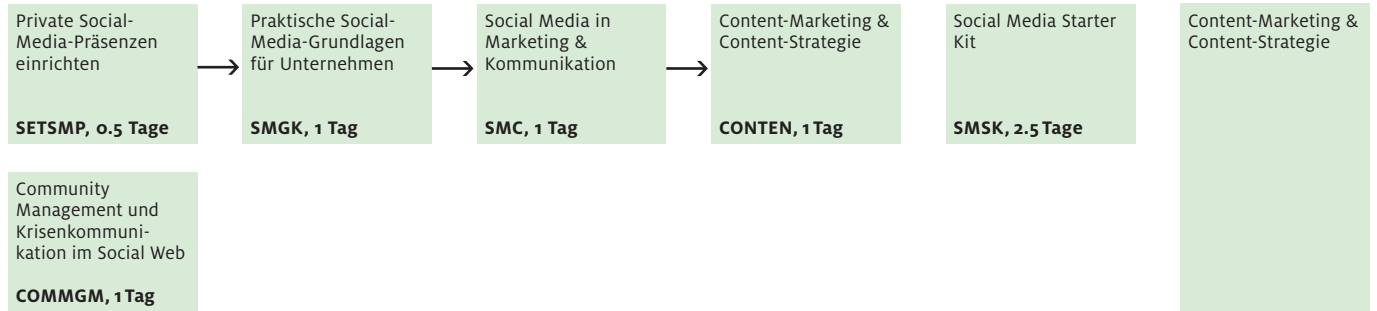 Private Social-
Media-Präsenzen
einrichten
SETSMP, 0.5 Tage
Praktische Social-
Media-Grundlagen
für Unternehmen
SMGK, 1 Tag
Social Media in
Marketing &
Kommunikation
SMC, 1 Tag
Content-Marketing &
Content-Strategie
CONTEN, 1 Tag
Social Media Starter
Kit
SMSK, 2.5 Tage
Content-Marketing &
Content-Strategie
Community
Management und
Krisenkommuni-
kation im Social Web
COMMGM, 1 Tag